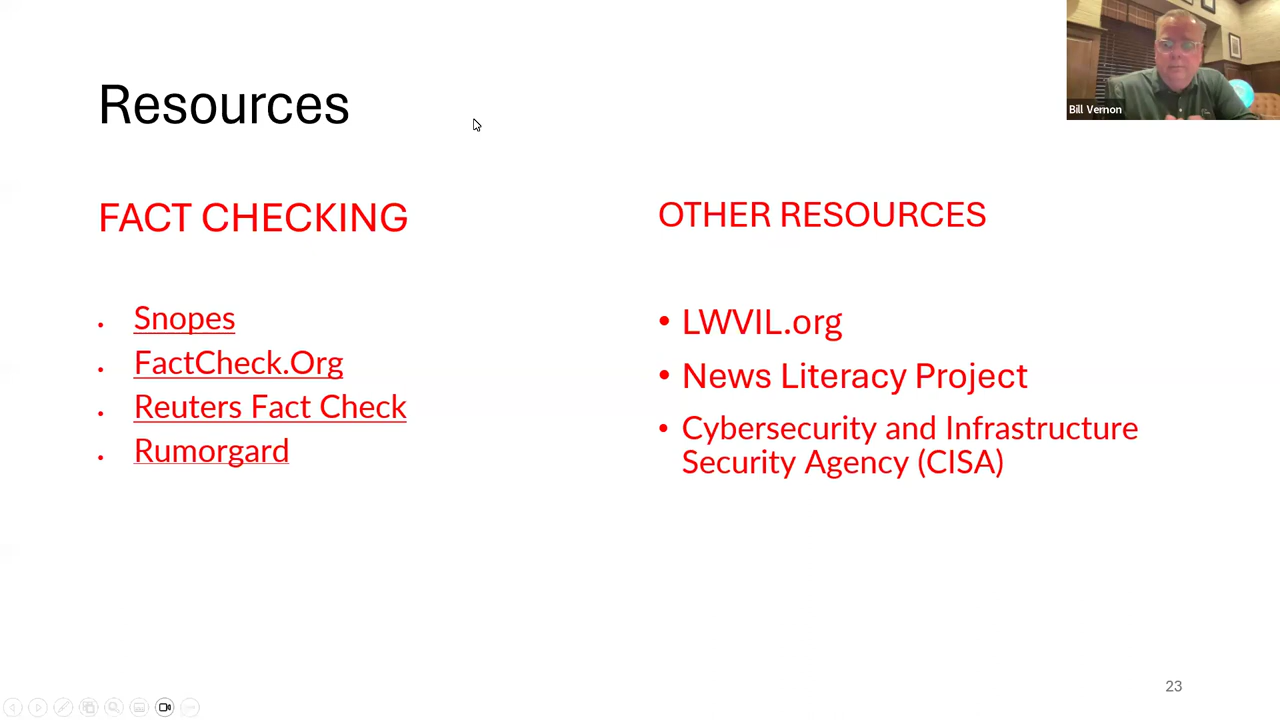 Bill Vernon
Resources
FACT CHECKING
• Snopes
• FactCheck.Org
• Reuters Fact Check
• Rumorgard
OTHER RESOURCES
• LWVIL.org
• News Literacy Project
• Cybersecurity and Infrastructure
Security Agency (CISA)
23